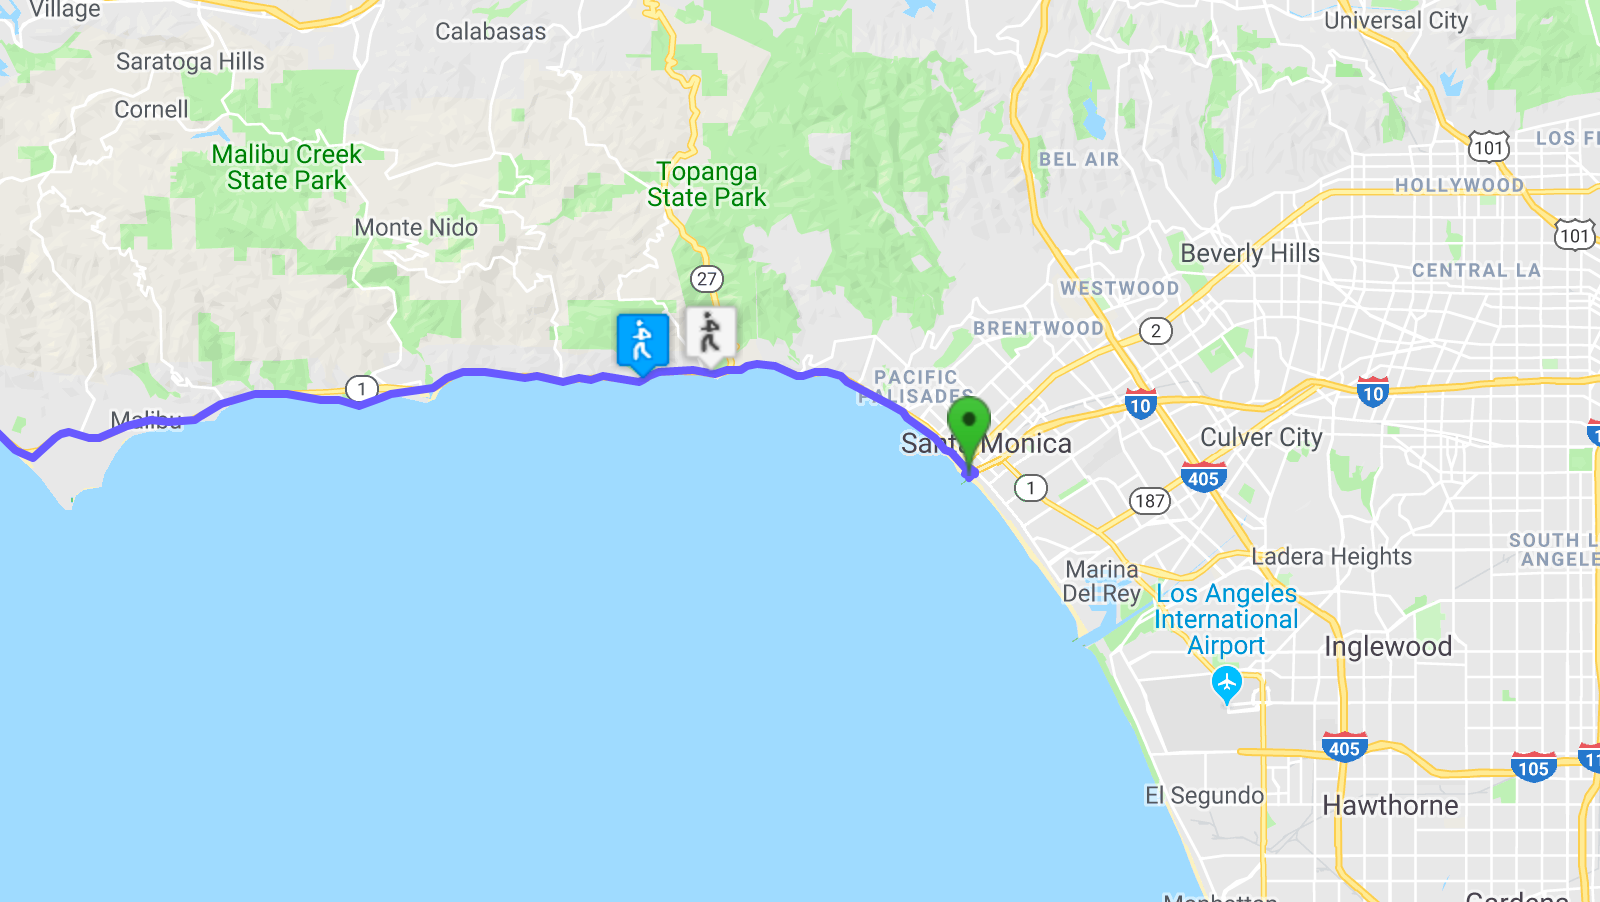 Village
Calabasas
Universal City
Saratoga Hills
Cornell
101
LOS F
Malibu Creek
State Park
BEL AIR
Topanga
State Park
HOLLYWOOD
Monte Nido
101
Beverly Hills
27
CENTRAL LA
WESTWOOD
BRENTWOOD
2
PACIFIC
PALISADES
1
10
10
Malibu
Santa Monica
Culver City
405
1
187
SOUTH L
ANGELE
Ladera Heights
Marina
Del Rey
Los Angeles
International
Airport
Inglewood
405
105
11
El Segundo
Hawthorne
Manhattan
Gardena